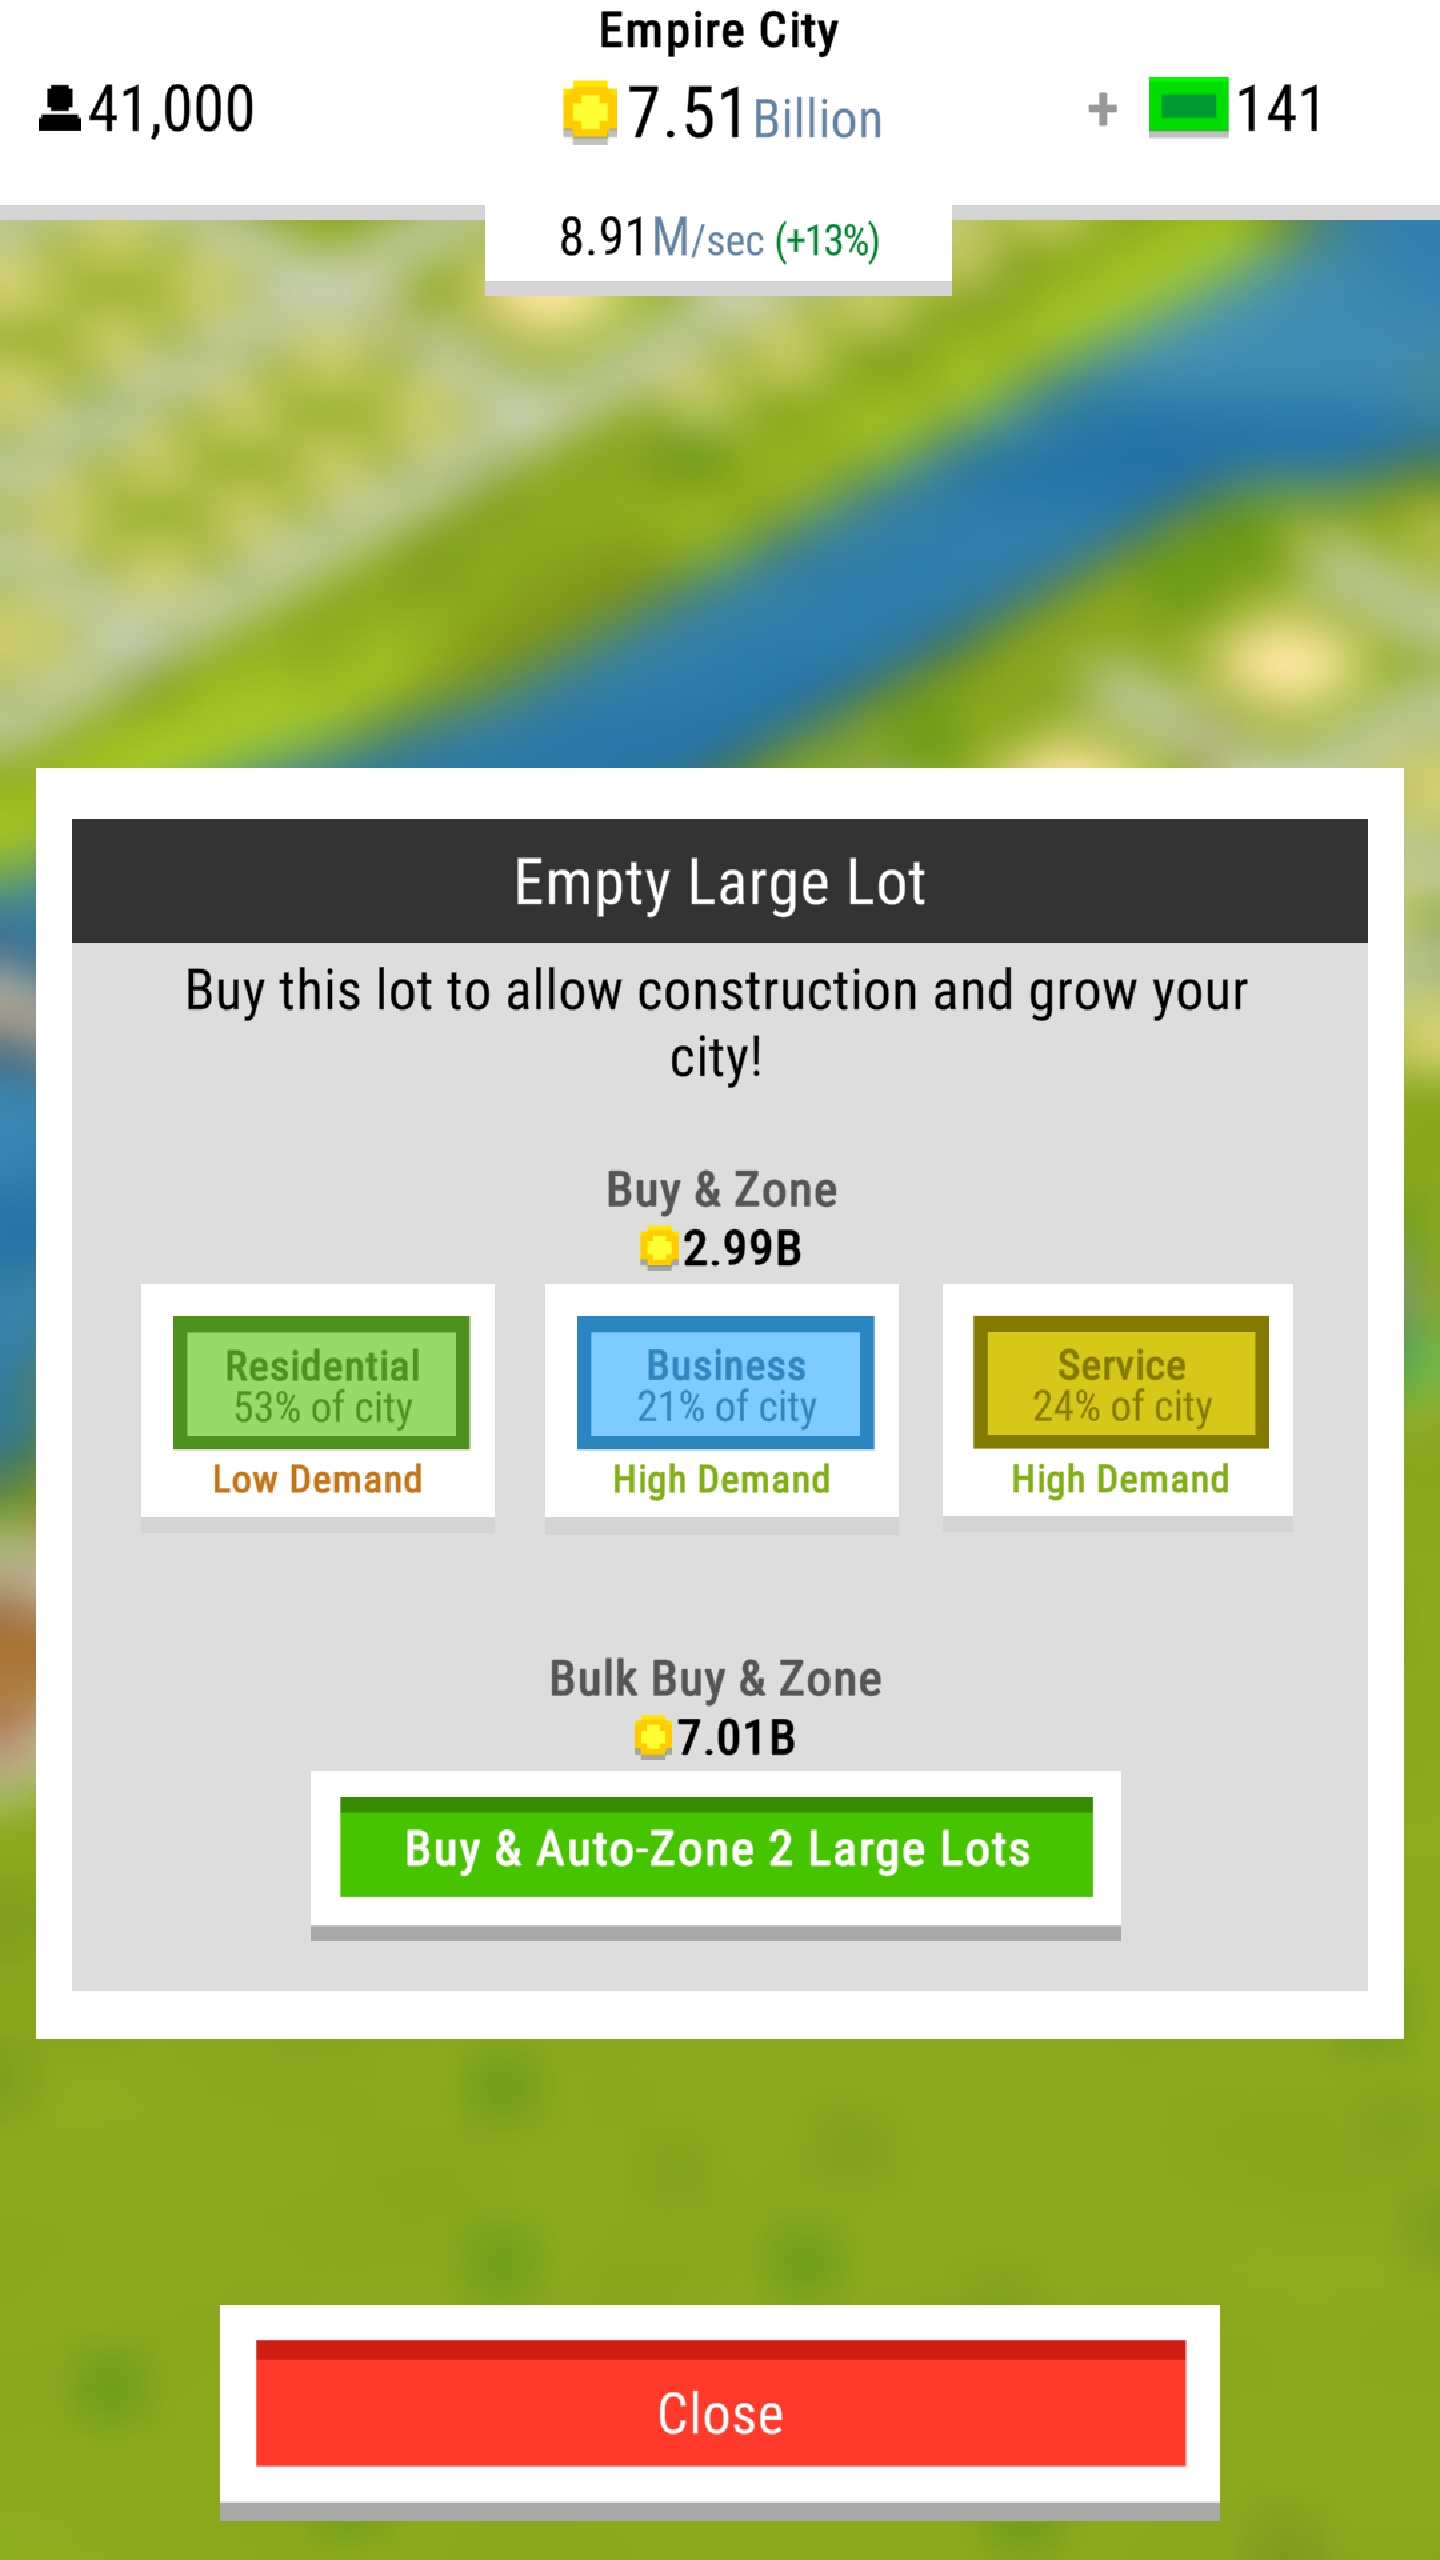 Empire City
41,000
7.51 Billion
+ 141
8.91M/sec (+13%)
Empty Large Lot
Buy this lot to allow construction and grow your
city!
Buy & Zone
2.99B
Residential
53% of city
Low Demand
Business
21% of city
High Demand
Service
24% of city
High Demand
Bulk Buy & Zone
7.01B
Buy & Auto-Zone 2 Large Lots
Close